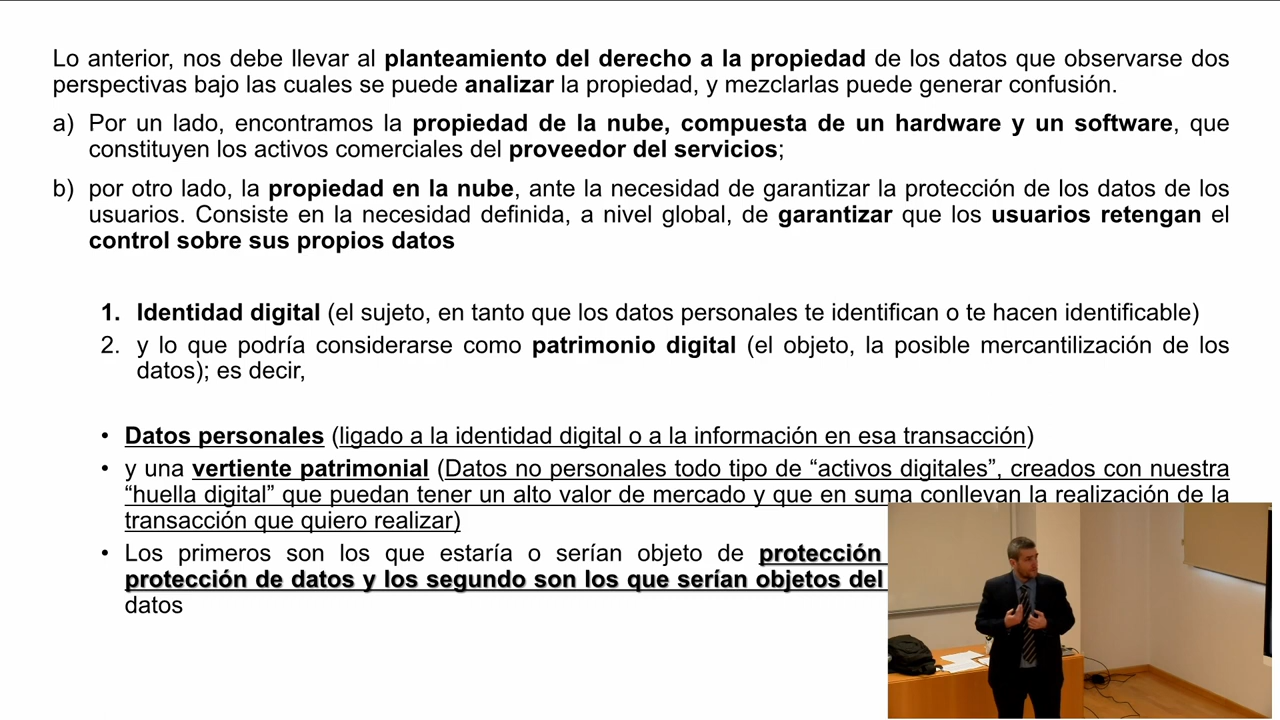 Lo anterior, nos debe llevar al planteamiento del derecho a la propiedad de los datos que observarse dos
perspectivas bajo las cuales se puede analizar la propiedad, y mezclarlas puede generar confusión.
a) Por un lado, encontramos la propiedad de la nube, compuesta de un hardware y un software, que
constituyen los activos comerciales del proveedor del servicios;
b) por otro lado, la propiedad en la nube, ante la necesidad de garantizar la protección de los datos de los
usuarios. Consiste en la necesidad definida, a nivel global, de garantizar que los usuarios retengan el
control sobre sus propios datos
1. Identidad digital (el sujeto, en tanto que los datos personales te identifican o te hacen identificable)
2. y lo que podría considerarse como patrimonio digital (el objeto, la posible mercantilización de los
datos); es decir,
• Datos personales (ligado a la identidad digital o a la información en esa transacción)
• y una vertiente patrimonial (Datos no personales todo tipo de “activos digitales”, creados con nuestra
“huella digital” que puedan tener un alto valor de mercado y que en suma conllevan la realización de la
transacción que quiero realizar)
• Los primeros son los que estaría o serían objeto de protección
protección de datos y los segundo son los que serían objetos del
datos